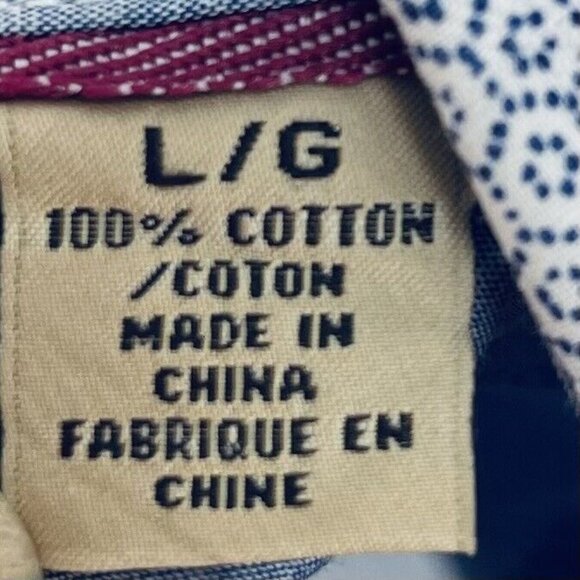 L/G
100% COTTON
/COTON
MADE IN
CHINA
FABRIQUE EN
CHINE